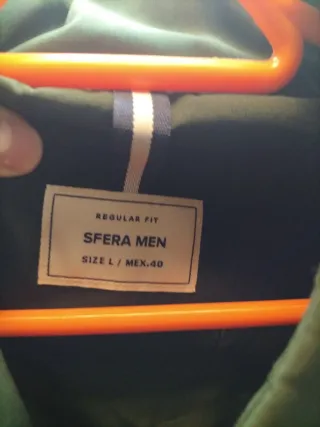 REGULAR FIT
SFERA MEN
SIZE L / MEX.40